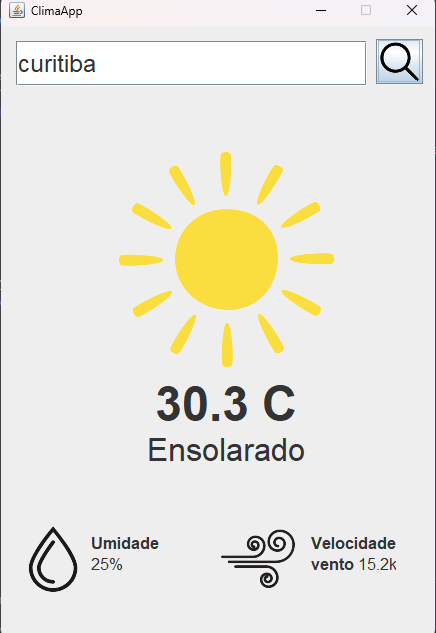 ClimaApp
curitiba
30.3 C
Ensolarado
Umidade
25%
Velocidade
vento 15.2k